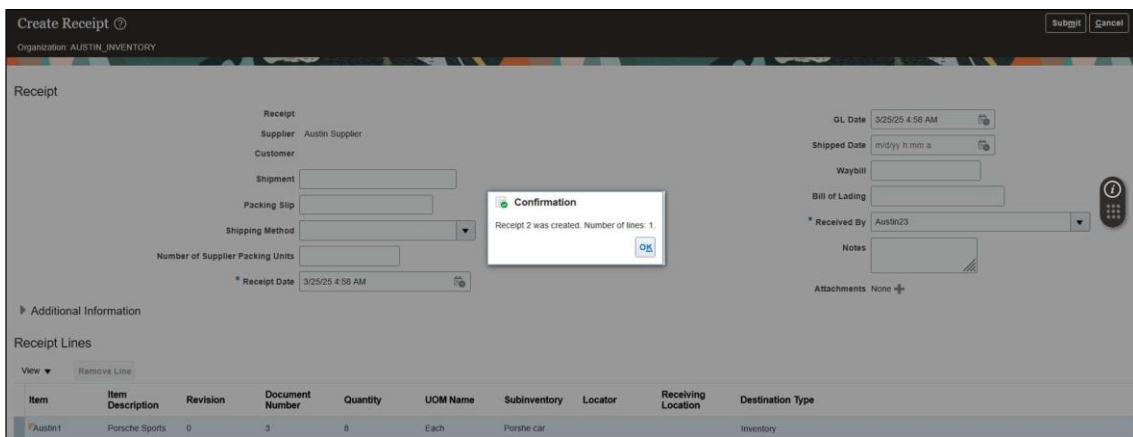 Create Receipt
Submit Cancel
Organization: AUSTIN_INVENTORY
Receipt
Receipt
Supplier Austin Supplier
Customer
Shipment
Packing Slip
Shipping Method
Number of Supplier Packing Units
* Receipt Date 3/25/25 4:58 AM
GL Date 3/25/25 4:58 AM
Shipped Date m/d/yy h:mm a
Waybill
Bill of Lading
* Received By Austin23
Notes
Attachments None
Confirmation
Receipt 2 was created. Number of lines: 1.
OK
Additional Information
Receipt Lines
View Remove Line
Item Item Description Revision Document Number Quantity UOM Name Subinventory Locator Receiving Location Destination Type
Austin1 Porsche Sports 0 3 8 Each Porshe car Inventory